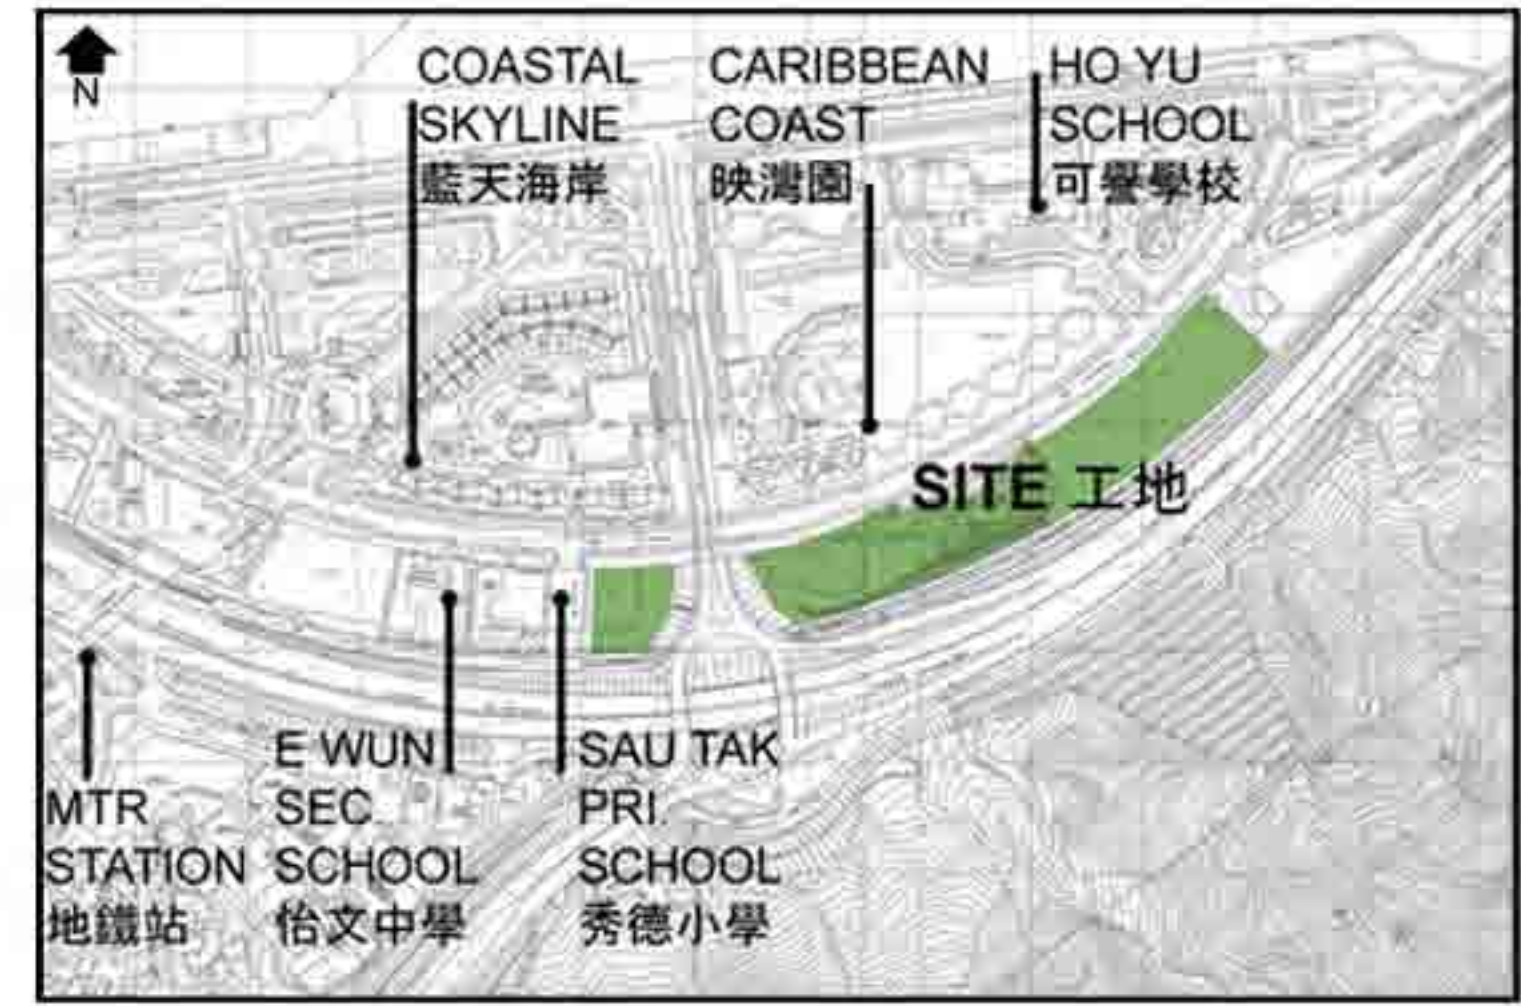 N
COASTAL
SKYLINE
藍天海岸
CARIBBEAN
COAST
映灣園
HO YU
SCHOOL
可譽學校
SITE 工地
MTR
STATION
地鐵站
E WUN
SEC.
SCHOOL
怡文中學
SAU TAK
PRI.
SCHOOL
秀德小學